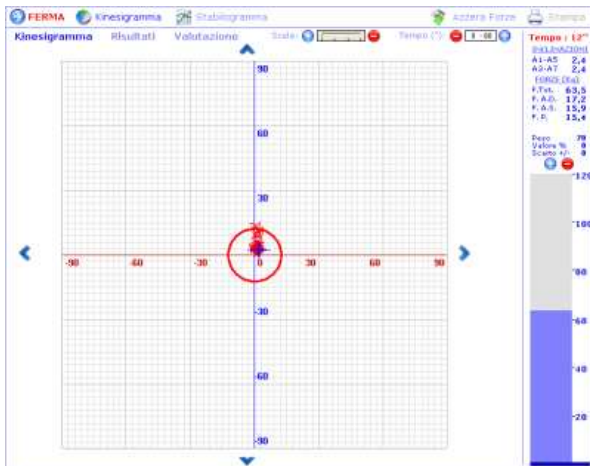 FERMA Kinesigramma Stabilogramma Azzera Forze Stampa
Kinesigramma Risultati Valutazione Scala: Tempo ("):
Tempo : 12"
INCLINAZIONI
A1-A5 2,4
A3-A7 2,4
FORZE (Kg)
F.Tot. 63,5
F.A.D. 17,2
F.A.S. 15,9
F.P. 15,4
Peso 70
Valore % 0
Scarto +/- 0
90
60
30
-90 -60 -30 0 30 60 90
-30
-60
-90
120
100
80
60
40
20